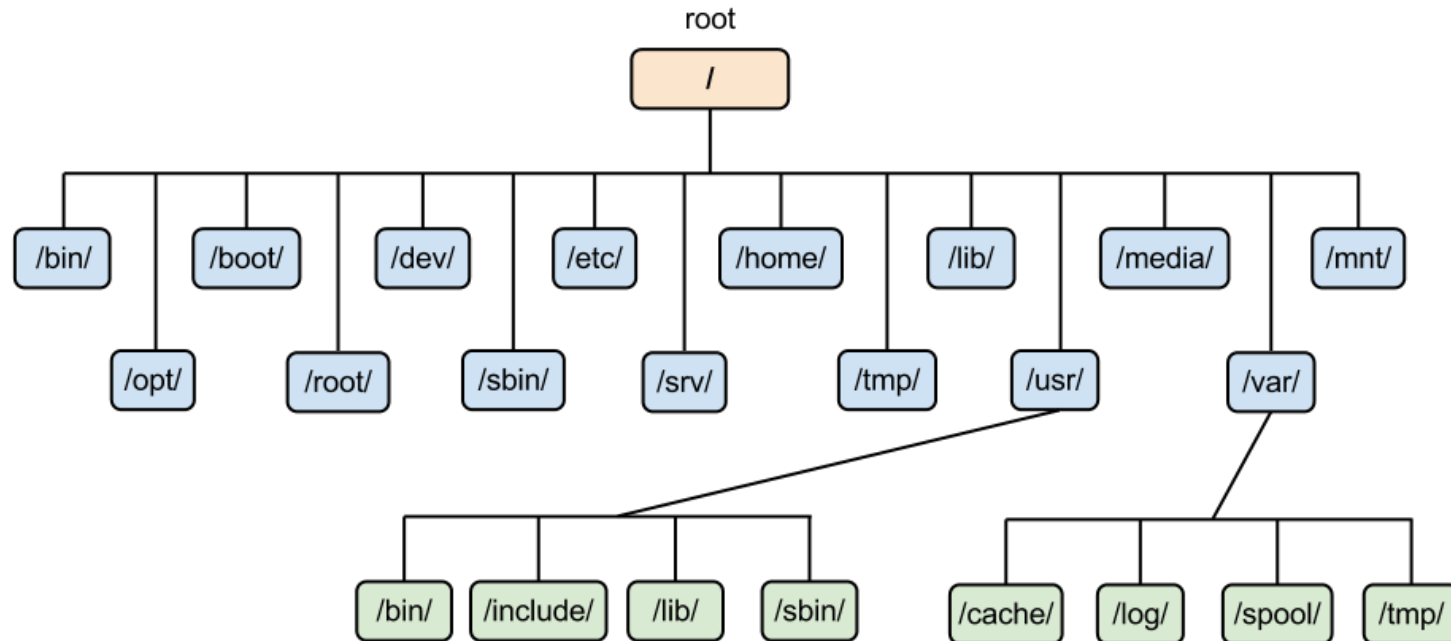 root
/
/bin/ /boot/ /dev/ /etc/ /home/ /lib/ /media/ /mnt/
/opt/ /root/ /sbin/ /srv/ /tmp/ /usr/ /var/
/bin/ /include/ /lib/ /sbin/ /cache/ /log/ /spool/ /tmp/